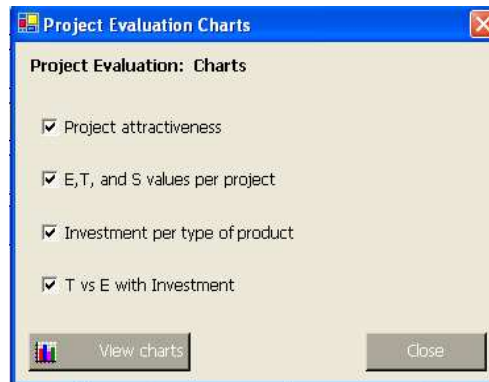 Project Evaluation Charts
Project Evaluation: Charts
Project attractiveness
E,T, and S values per project
Investment per type of product
T vs E with Investment
View charts
Close